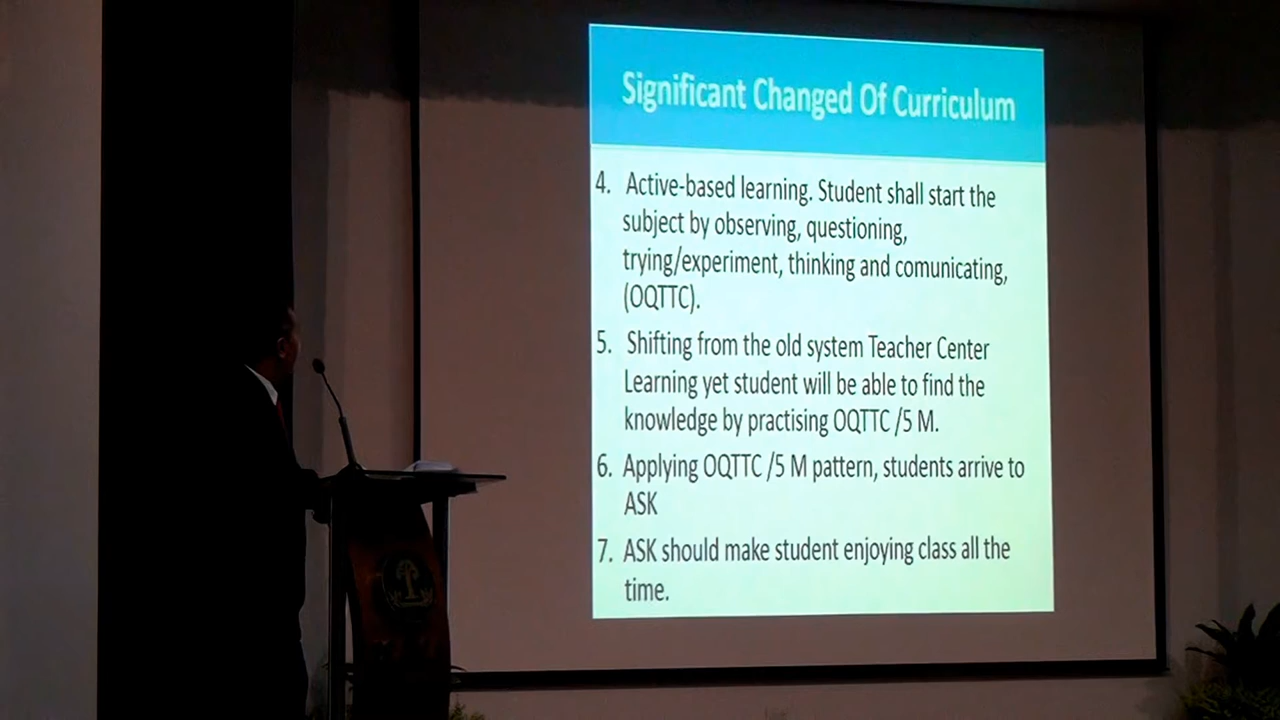 Significant Changed Of Curriculum
4. Active-based learning. Student shall start the
subject by observing, questioning,
trying/experiment, thinking and comunicating,
(OQTTC).
5. Shifting from the old system Teacher Center
Learning yet student will be able to find the
knowledge by practising OQTTC /5 M.
6. Applying OQTTC /5 M pattern, students arrive to
ASK
7. ASK should make student enjoying class all the
time.